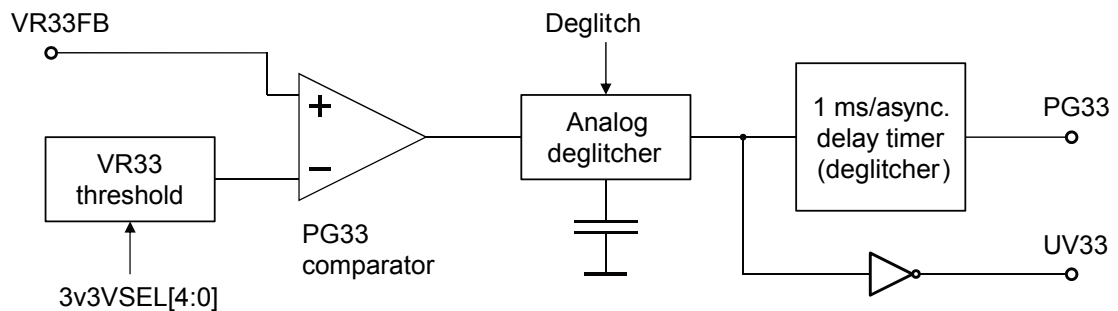 VR33FB
Deglitch
+
−
VR33
threshold
3v3VSEL[4:0]
PG33
comparator
Analog
deglitcher
1 ms/async.
delay timer
(deglitcher)
PG33
UV33